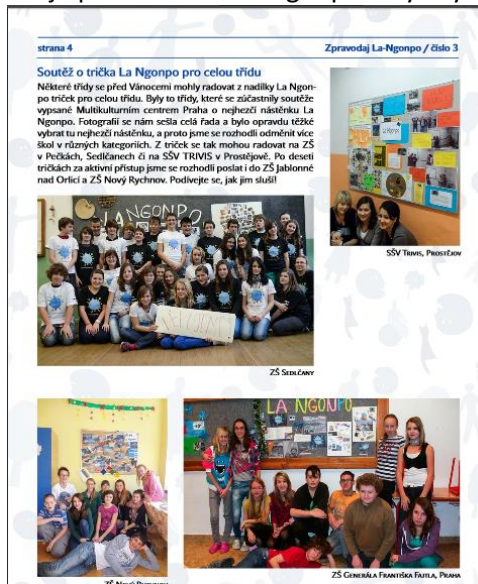 strana 4
Zpravodaj La-Ngonpo / číslo 3
Soutěž o trička La Ngonpo pro celou třídu
Některé třídy se před Vánocemi mohly radovat z nadílky La Ngon-
po triček pro celou třídu. Byly to třídy, které se zúčastnily soutěže
vypsané Multikulturním centrem Praha o nejhezčí nástěnku La
Ngonpo. Fotografií se nám sešla celá řada a bylo opravdu těžké
vybrat tu nejhezčí nástěnku, a proto jsme se rozhodli odměnit více
škol v různých kategoriích. Z triček se tak mohou radovat na ZŠ
v Pečkách, Sedlčanech či na SŠV TRIVIS v Prostějově. Po deseti
tričkách za aktivní přístup jsme se rozhodli poslat i do ZŠ Jablonné
nad Orlicí a ZŠ Nový Rychnov. Podívejte se, jak jim sluší!
SŠV Trivis, Prostějov
LANGONPO
ZŠ Sedlčany
LA NGONPO
ZŠ Generála Františka Fajtla, Praha